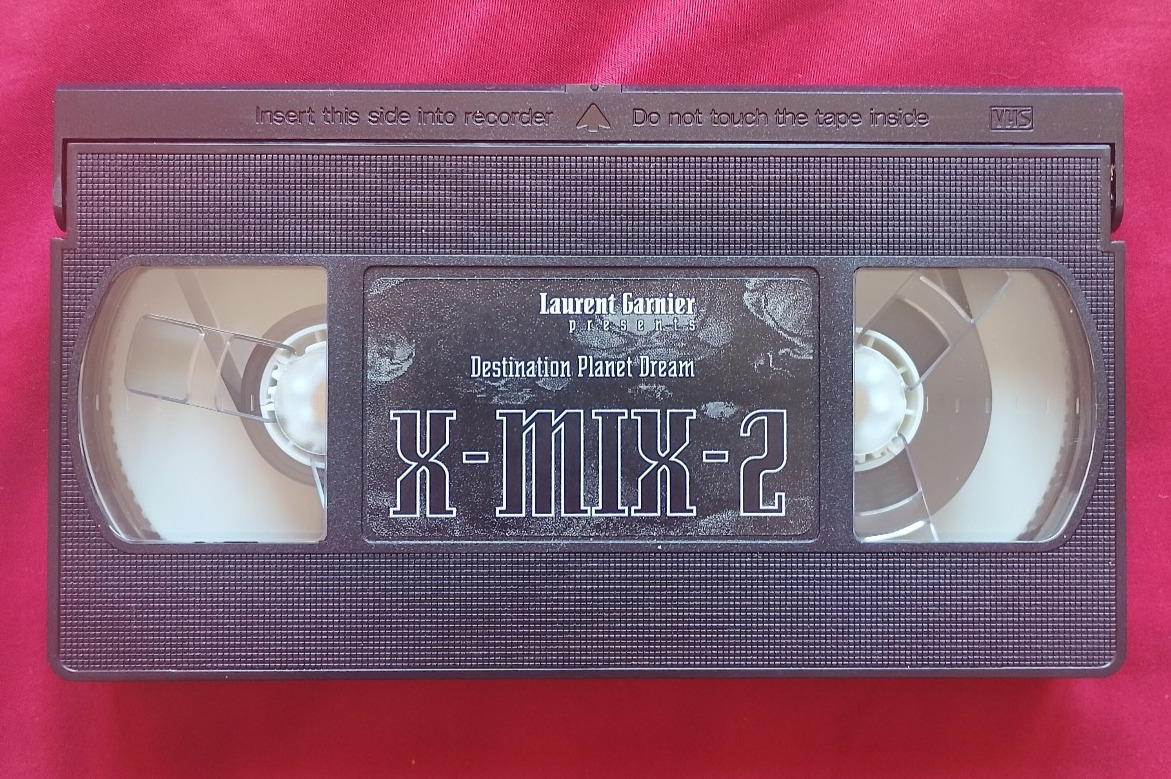 Insert this side into recorder Do not touch the tape inside VHS
Laurent Garnier
presents
Destination Planet Dream
X-MIX-2